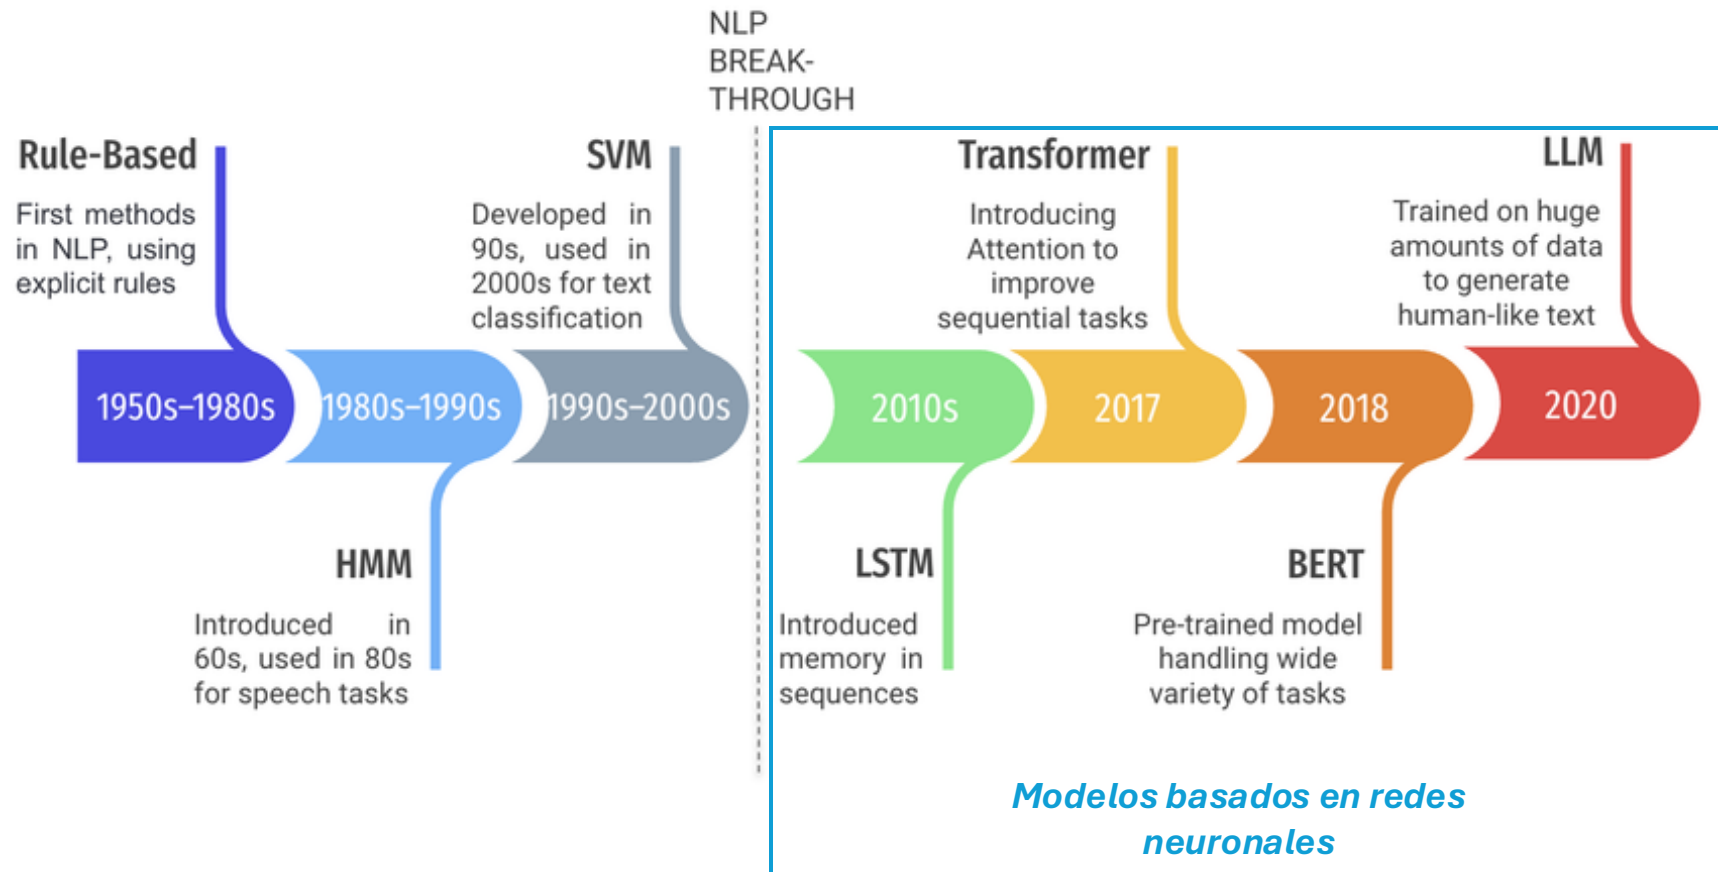 NLP
BREAK-
THROUGH
Rule-Based
First methods
in NLP, using
explicit rules
SVM
Developed in
90s, used in
2000s for text
classification
Transformer
Introducing
Attention to
improve
sequential tasks
LLM
Trained on huge
amounts of data
to generate
human-like text
1950s–1980s
1980s–1990s
1990s–2000s
2010s
2017
2018
2020
HMM
Introduced in
60s, used in 80s
for speech tasks
LSTM
Introduced
memory in
sequences
BERT
Pre-trained model
handling wide
variety of tasks
Modelos basados en redes
neuronales